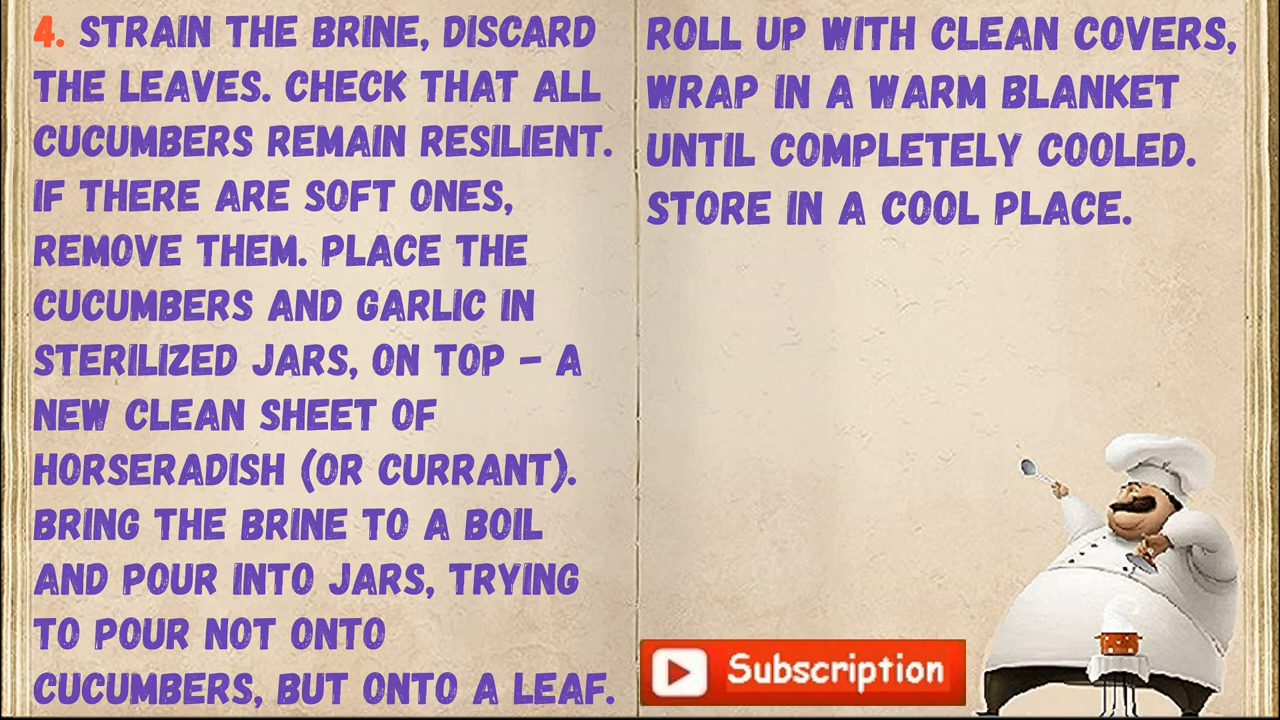 4. STRAIN THE BRINE, DISCARD
THE LEAVES. CHECK THAT ALL
CUCUMBERS REMAIN RESILIENT.
IF THERE ARE SOFT ONES,
REMOVE THEM. PLACE THE
CUCUMBERS AND GARLIC IN
STERILIZED JARS, ON TOP – A
NEW CLEAN SHEET OF
HORSERADISH (OR CURRANT).
BRING THE BRINE TO A BOIL
AND POUR INTO JARS, TRYING
TO POUR NOT ONTO
CUCUMBERS, BUT ONTO A LEAF.
ROLL UP WITH CLEAN COVERS,
WRAP IN A WARM BLANKET
UNTIL COMPLETELY COOLED.
STORE IN A COOL PLACE.
Subscription